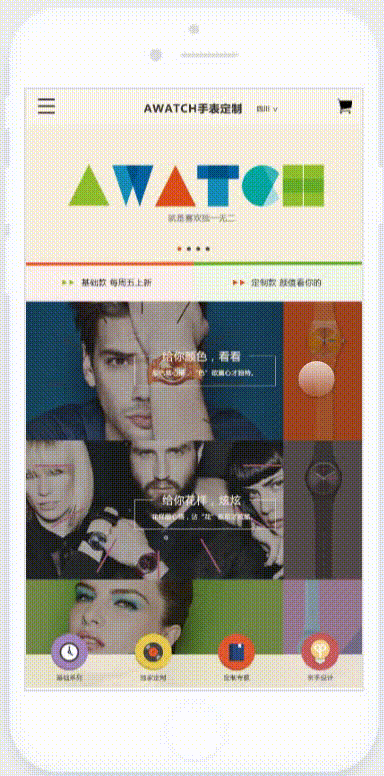 AWATCH手表定制 四川 ∨
AWATCH
就是喜欢独一无二
基础款 每周五上新
定制款 颜值看你的
给你颜色，看看
给你花样，炫炫
基础系列
独家定制
定制专题
亲手设计